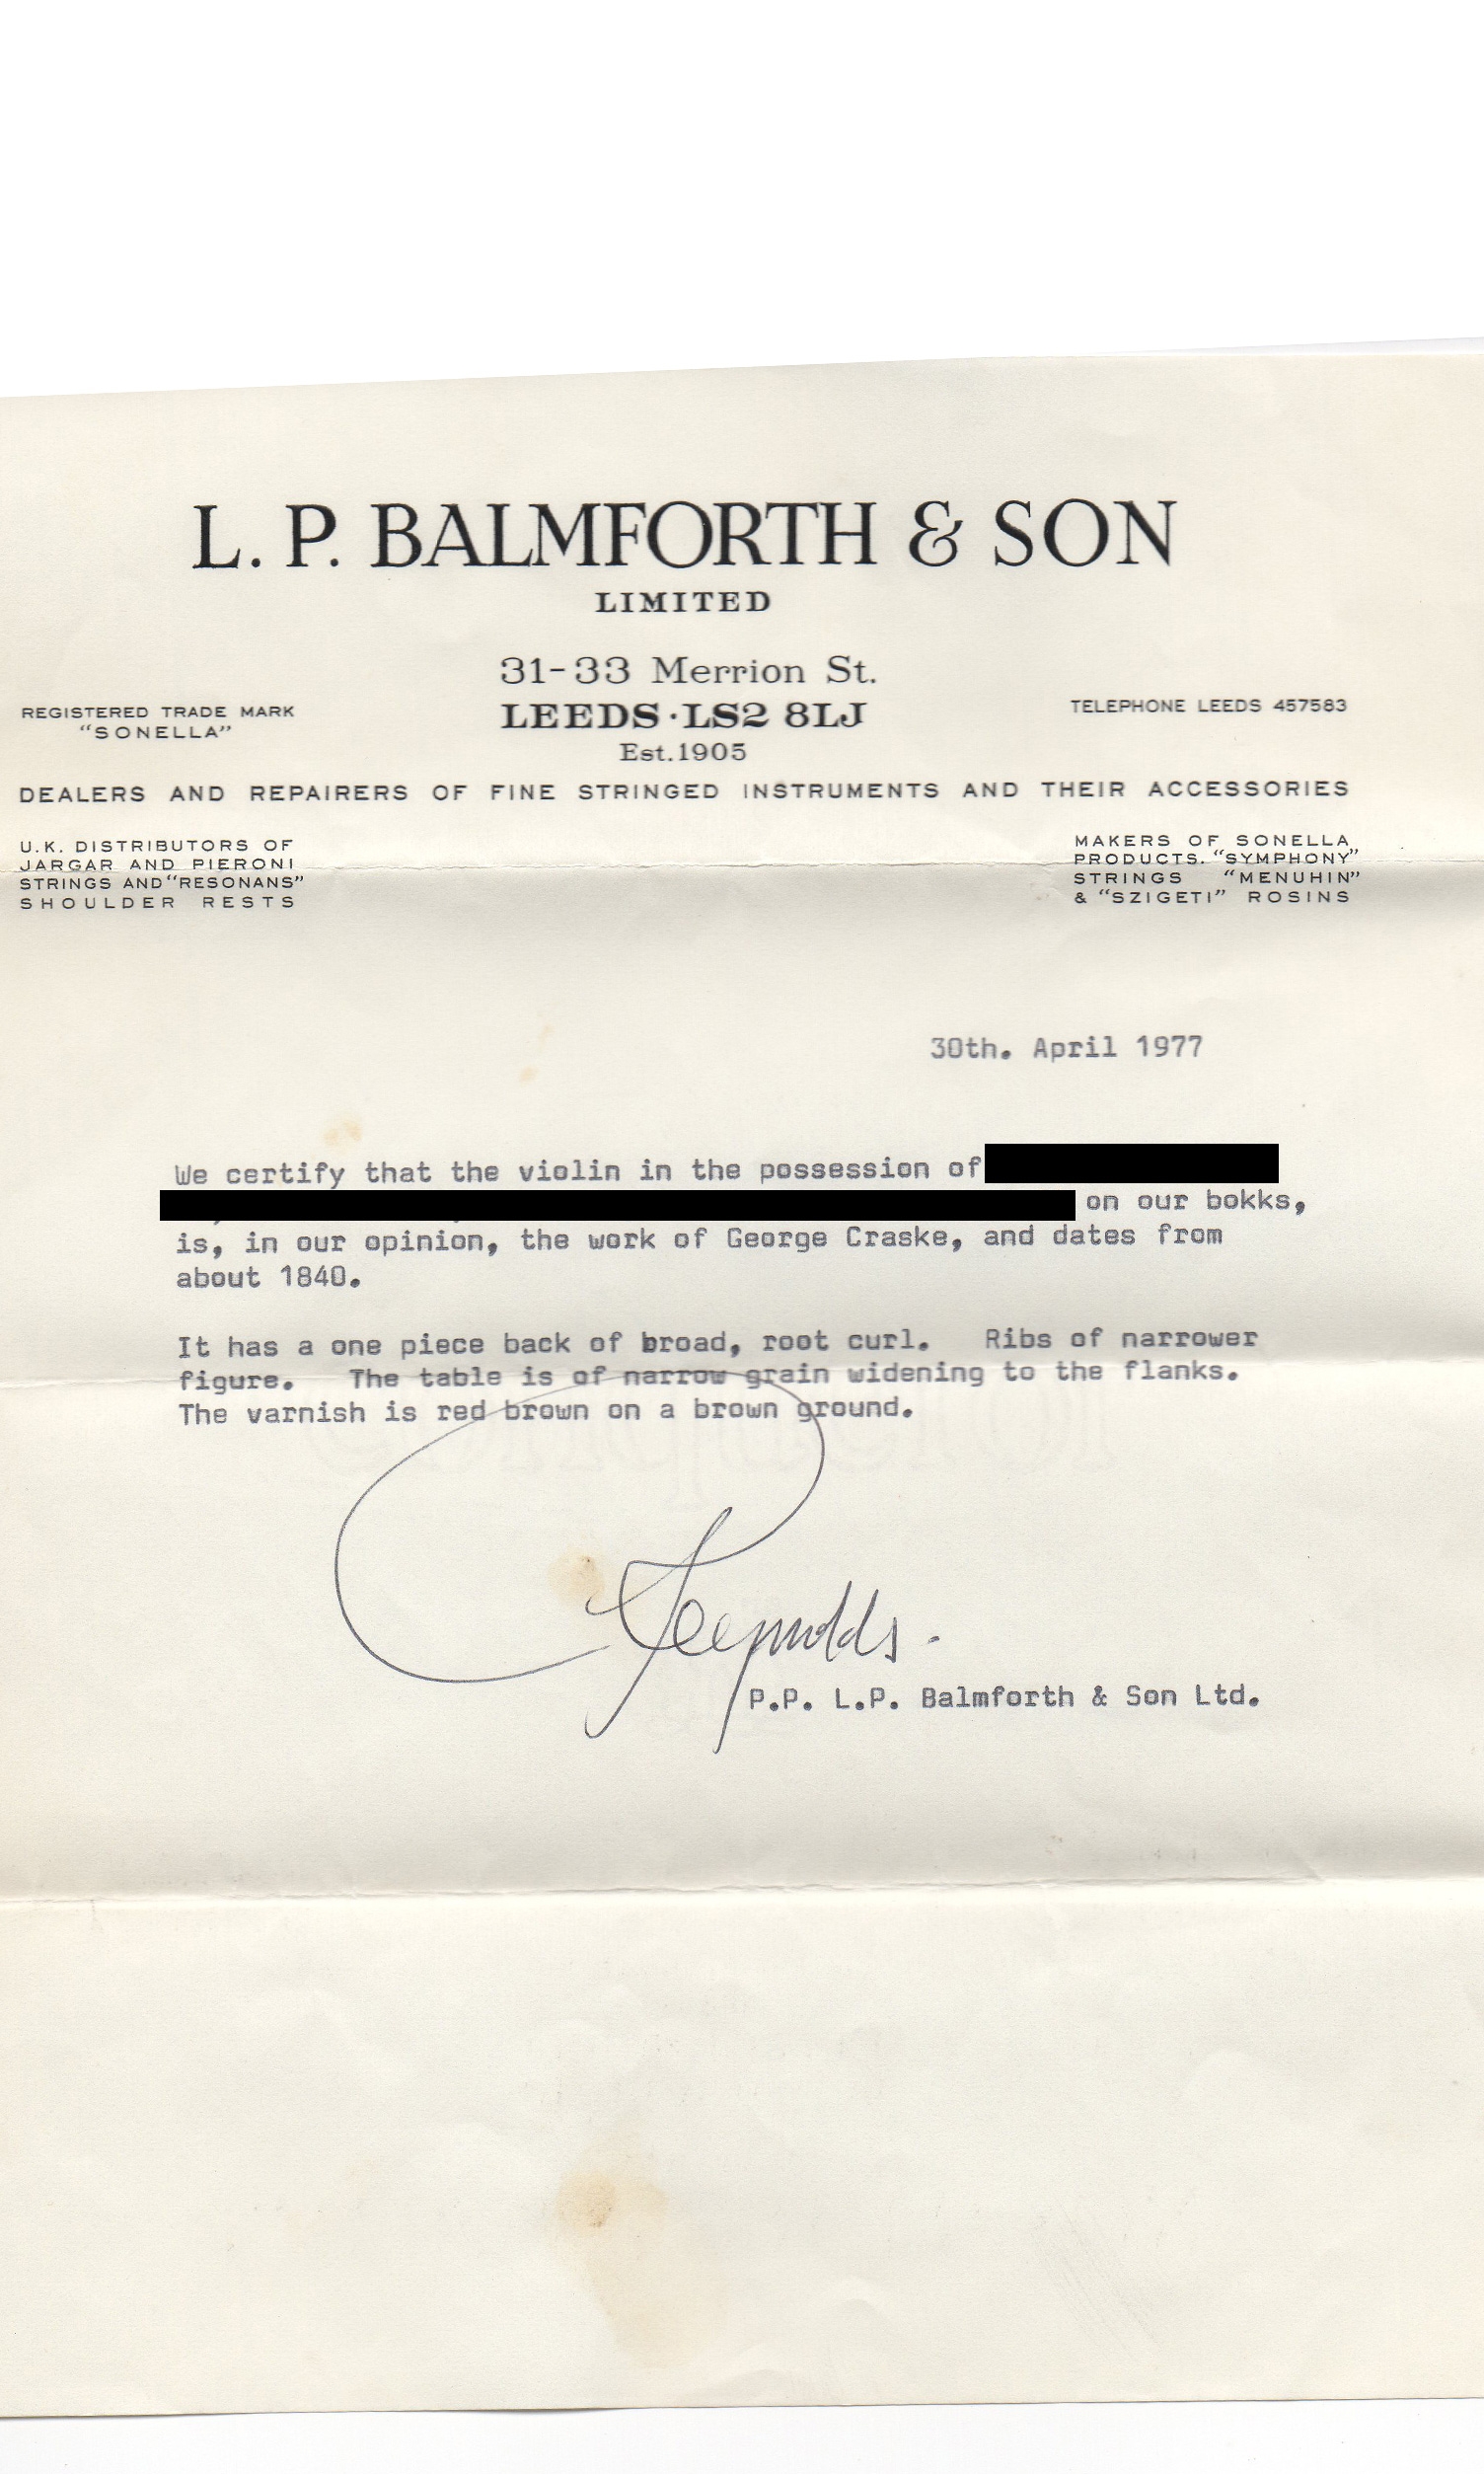 L. P. BALMFORTH & SON
LIMITED
31-33 Merrion St.
LEEDS · LS2 8LJ
Est. 1905
REGISTERED TRADE MARK
"SONELLA"
TELEPHONE LEEDS 457583
DEALERS AND REPAIRERS OF FINE STRINGED INSTRUMENTS AND THEIR ACCESSORIES
U.K. DISTRIBUTORS OF
JARGAR AND PIERONI
STRINGS AND "RESONANS"
SHOULDER RESTS
MAKERS OF SONELLA
PRODUCTS. "SYMPHONY"
STRINGS "MENUHIN"
& "SZIGETI" ROSINS
30th. April 1977
We certify that the violin in the possession of
on our bokks,
is, in our opinion, the work of George Craske, and dates from
about 1840.
It has a one piece back of broad, root curl. Ribs of narrower
figure. The table is of narrow grain widening to the flanks.
The varnish is red brown on a brown ground.
Reynolds.
P.P. L.P. Balmforth & Son Ltd.